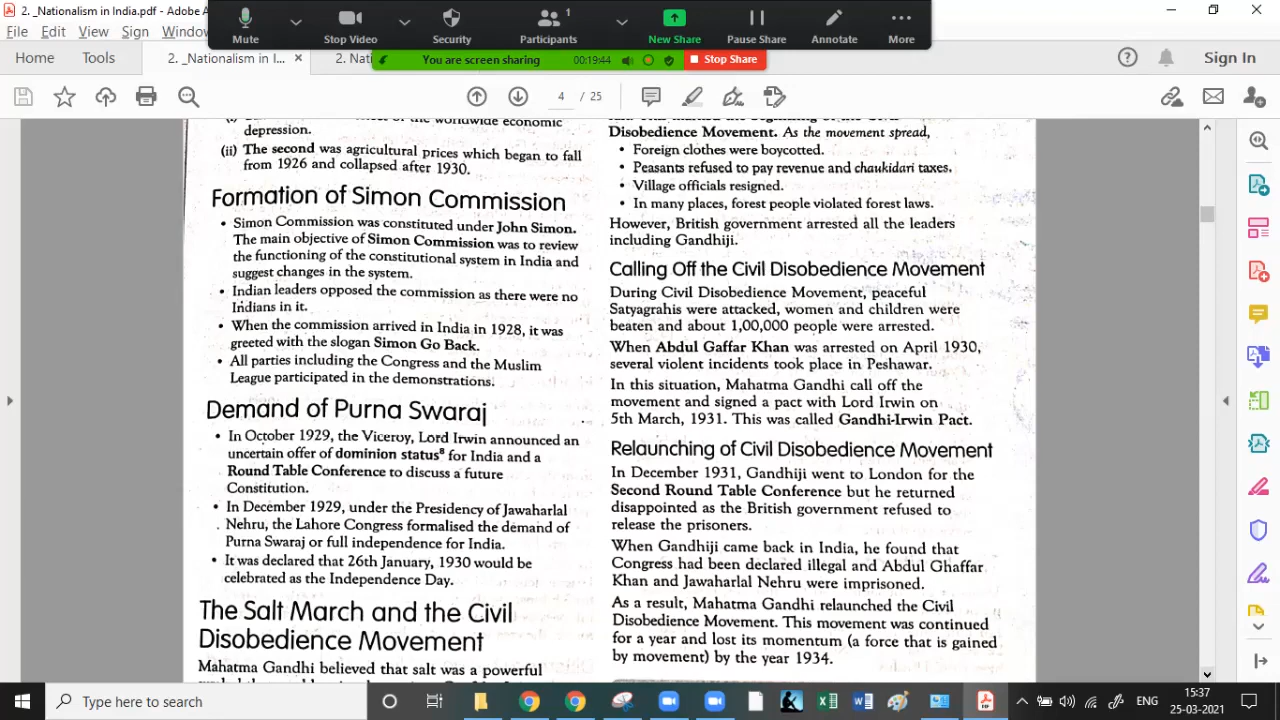 2. _Nationalism in India.pdf - Adobe A
File Edit View Sign Window
Mute
Stop Video
Security
1
Participants
New Share
Pause Share
Annotate
More
You are screen sharing
00:19:44
Stop Share
Home
Tools
2. _Nationalism in I...
2. Nati
Sign In
4 / 25
of the worldwide economic
depression.
(ii) The second was agricultural prices which began to fall
from 1926 and collapsed after 1930.
Formation of Simon Commission
• Simon Commission was constituted under John Simon.
The main objective of Simon Commission was to review
the functioning of the constitutional system in India and
suggest changes in the system.
• Indian leaders opposed the commission as there were no
Indians in it.
• When the commission arrived in India in 1928, it was
greeted with the slogan Simon Go Back.
• All parties including the Congress and the Muslim
League participated in the demonstrations.
Demand of Purna Swaraj
• In October 1929, the Viceroy, Lord Irwin announced an
uncertain offer of dominion status⁸ for India and a
Round Table Conference to discuss a future
Constitution.
• In December 1929, under the Presidency of Jawaharlal
Nehru, the Lahore Congress formalised the demand of
Purna Swaraj or full independence for India.
• It was declared that 26th January, 1930 would be
celebrated as the Independence Day.
The Salt March and the Civil
Disobedience Movement
Mahatma Gandhi believed that salt was a powerful
Disobedience Movement. As the movement spread,
• Foreign clothes were boycotted.
• Peasants refused to pay revenue and chaukidari taxes.
• Village officials resigned.
• In many places, forest people violated forest laws.
However, British government arrested all the leaders
including Gandhiji.
Calling Off the Civil Disobedience Movement
During Civil Disobedience Movement, peaceful
Satyagrahis were attacked, women and children were
beaten and about 1,00,000 people were arrested.
When Abdul Gaffar Khan was arrested on April 1930,
several violent incidents took place in Peshawar.
In this situation, Mahatma Gandhi call off the
movement and signed a pact with Lord Irwin on
5th March, 1931. This was called Gandhi-Irwin Pact.
Relaunching of Civil Disobedience Movement
In December 1931, Gandhiji went to London for the
Second Round Table Conference but he returned
disappointed as the British government refused to
release the prisoners.
When Gandhiji came back in India, he found that
Congress had been declared illegal and Abdul Ghaffar
Khan and Jawaharlal Nehru were imprisoned.
As a result, Mahatma Gandhi relaunched the Civil
Disobedience Movement. This movement was continued
for a year and lost its momentum (a force that is gained
by movement) by the year 1934.
Type here to search
ENG
15:37
25-03-2021